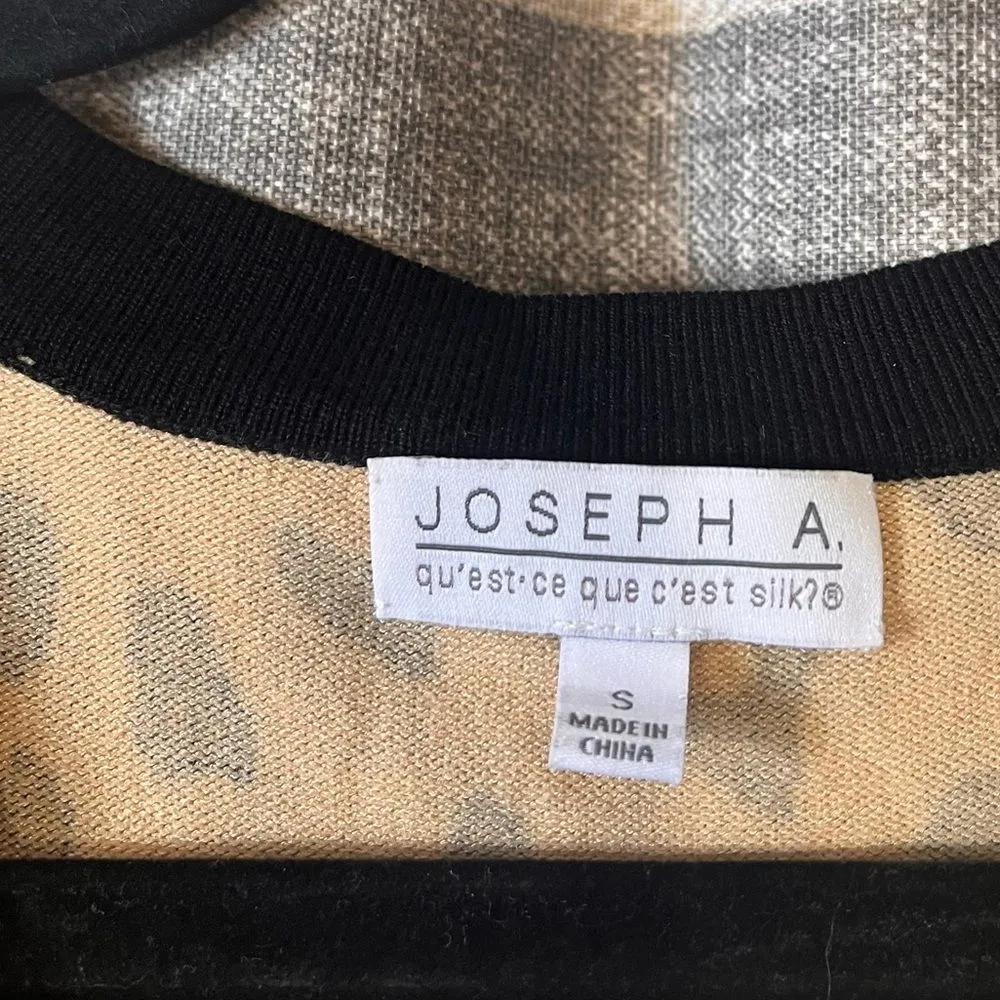 JOSEPH A.
qu'est·ce que c'est silk?®
S
MADE IN
CHINA